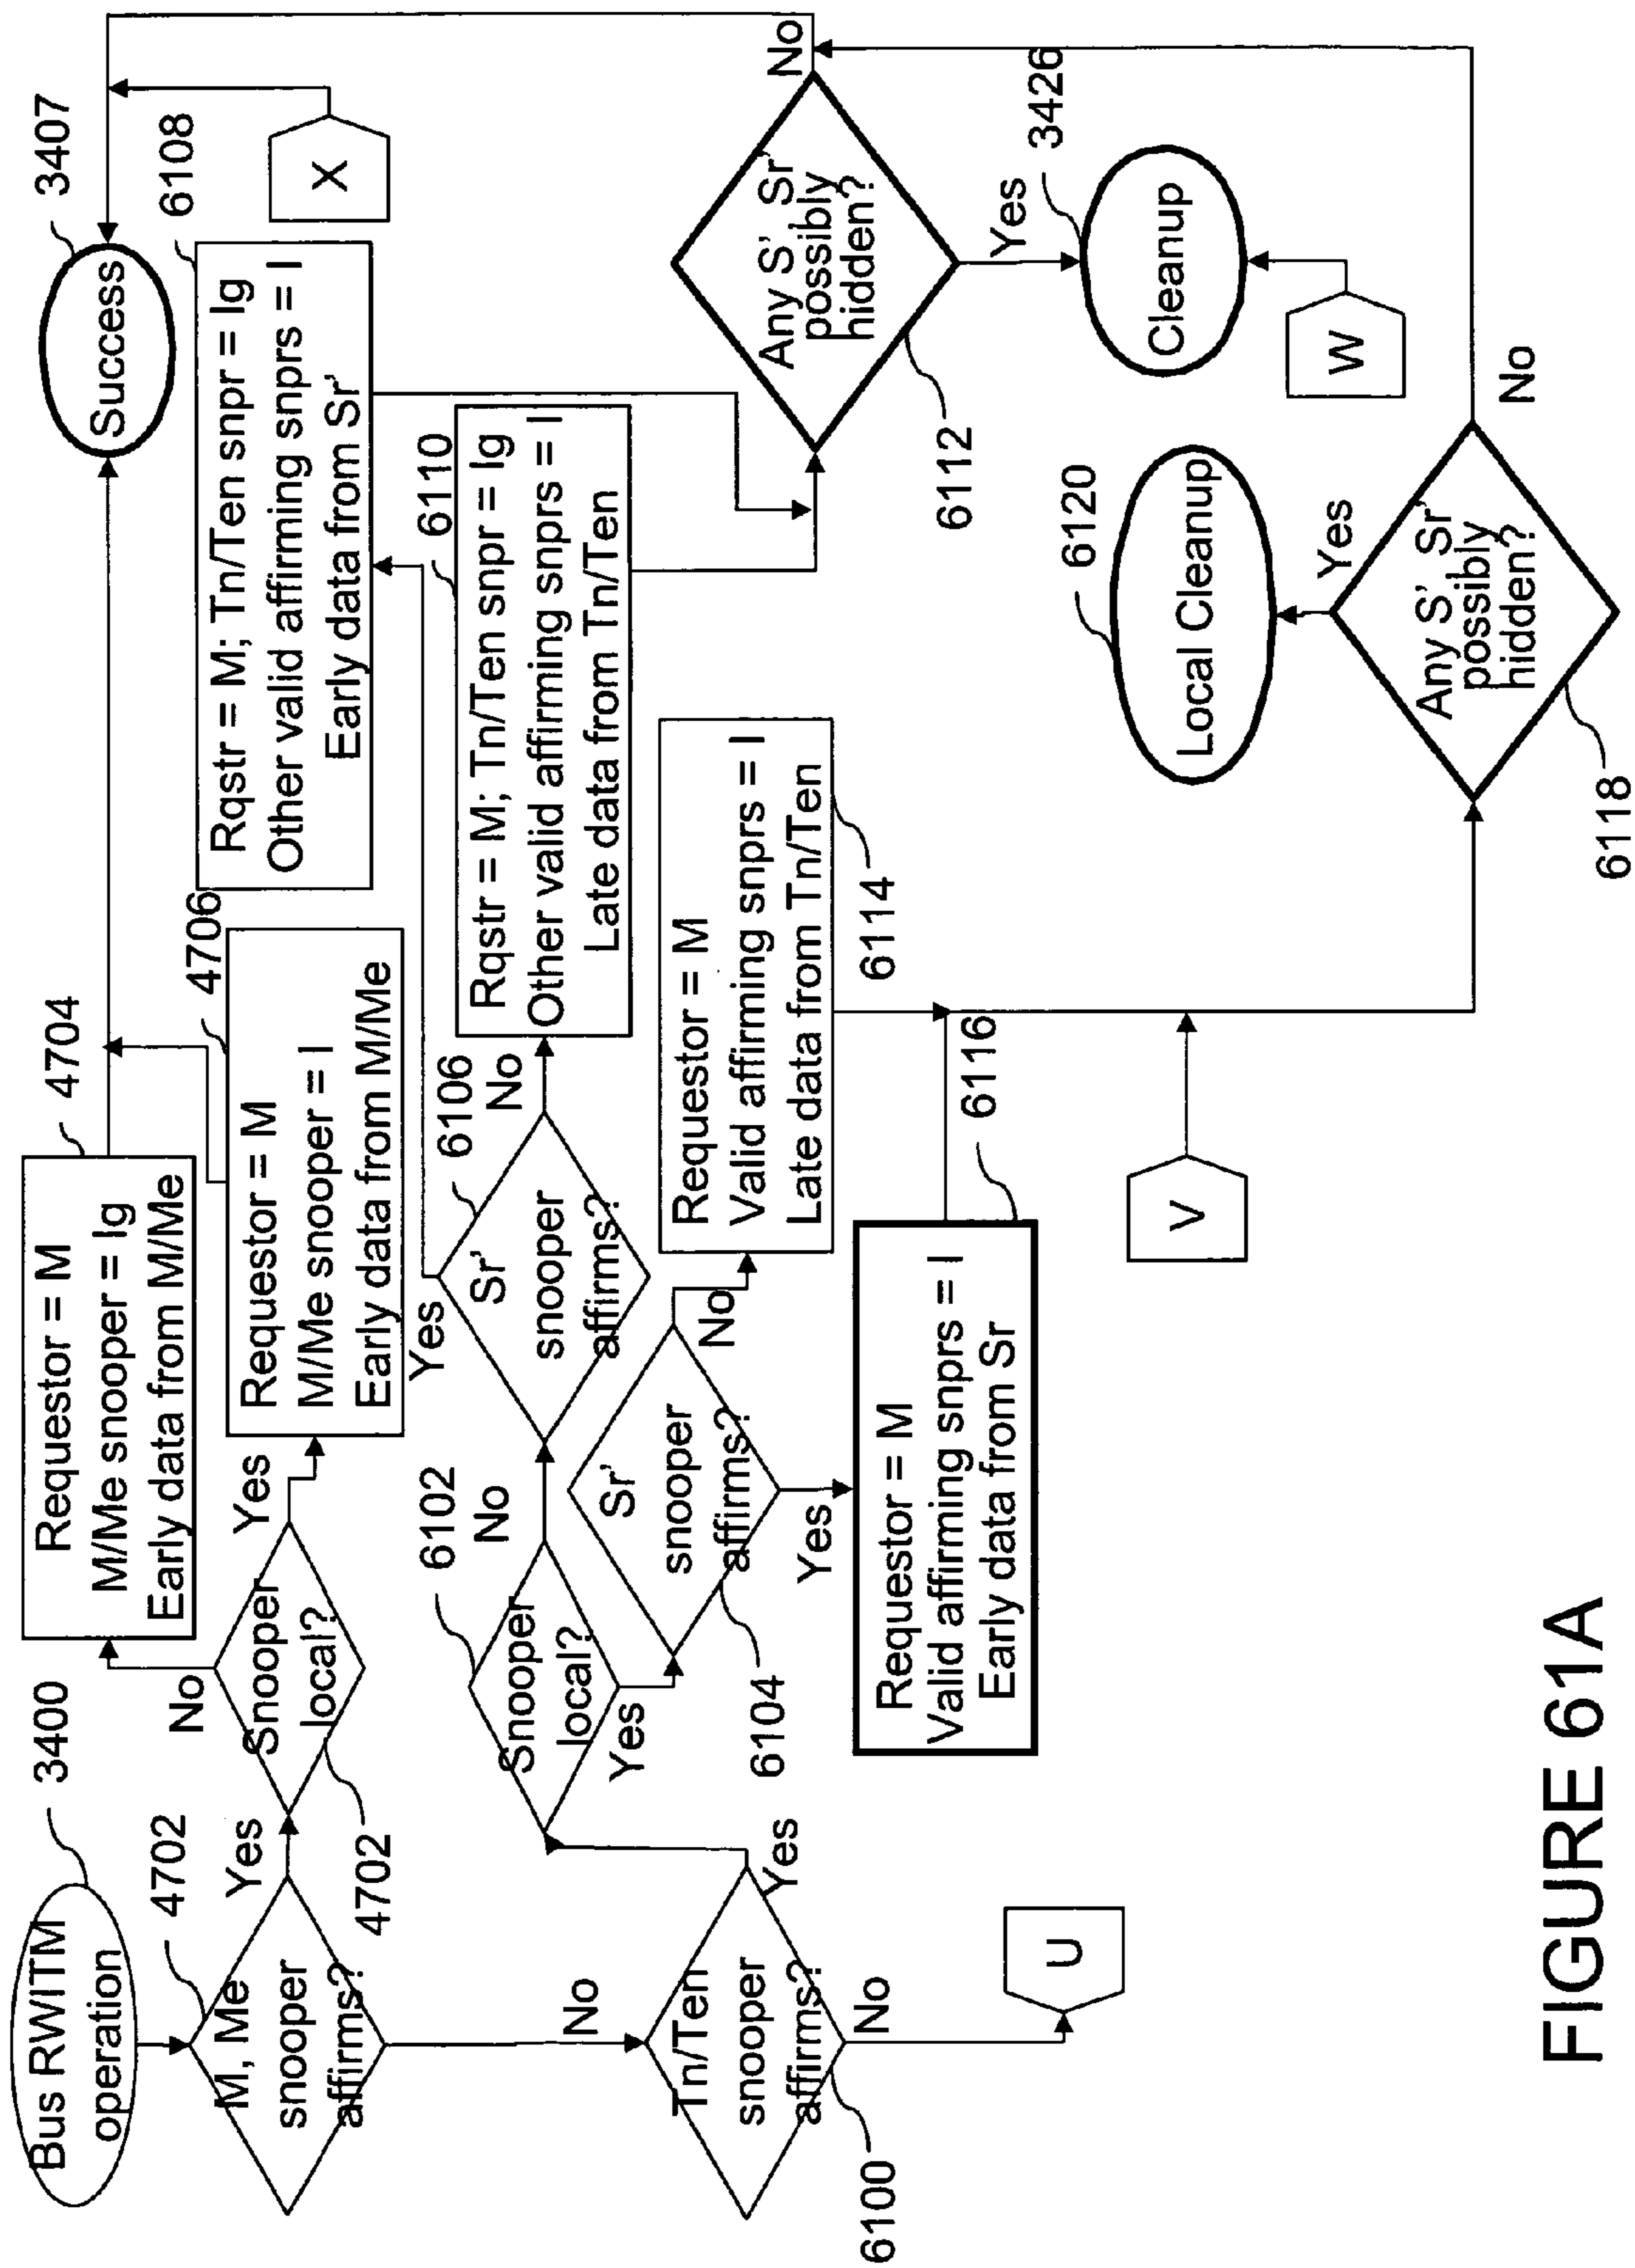 Bus RWITM
operation
3400
M, Me
snooper
affirms?
4702
Yes
No
Snooper
local?
4702
No
Yes
Requestor = M
M/Me snooper = Ig
Early data from M/Me
4704
Requestor = M
M/Me snooper = I
Early data from M/Me
4706
Success
3407
Tn/Ten
snooper
affirms?
6100
Yes
No
U
Snooper
local?
6102
No
Yes
Sr'
snooper
affirms?
6106
Yes
No
Sr'
snooper
affirms?
6104
No
Yes
Rqstr = M; Tn/Ten snpr = Ig
Other valid affirming snprs = I
Early data from Sr'
6108
X
Rqstr = M; Tn/Ten snpr = Ig
Other valid affirming snprs = I
Late data from Tn/Ten
6110
Requestor = M
Valid affirming snprs = I
Late data from Tn/Ten
6114
Requestor = M
Valid affirming snprs = I
Early data from Sr
6116
V
Any S', Sr'
possibly
hidden?
6112
No
Yes
Cleanup
3426
W
Local Cleanup
6120
Any S', Sr'
possibly
hidden?
6118
Yes
No
FIGURE 61A